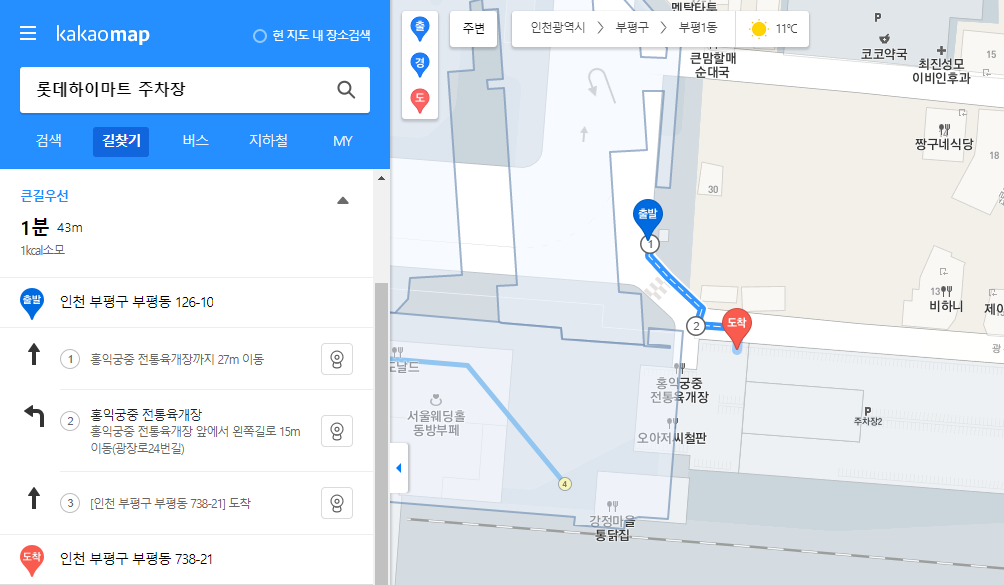 kakaomap
현 지도 내 장소검색
롯데하이마트 주차장
검색
길찾기
버스
지하철
MY
큰길우선
1분 43m
1kcal소모
출발
인천 부평구 부평동 126-10
1
홍익궁중 전통육개장까지 27m 이동
2
홍익궁중 전통육개장
홍익궁중 전통육개장 앞에서 왼쪽길로 15m
이동(광장로24번길)
3
[인천 부평구 부평동 738-21] 도착
도착
인천 부평구 부평동 738-21
출
경
도
주변
인천광역시
부평구
부평1동
11℃
멘탁타트
큰맘할매
순대국
P
코코약국
최진성모
이비인후과
15
짱구네식당
18
30
출발
1
2
도착
13
비하니
제이
광
도날드
서울웨딩홀
동방부페
홍익궁중
전통육개장
오아저씨철판
P
주차장2
4
강정마을
통닭집